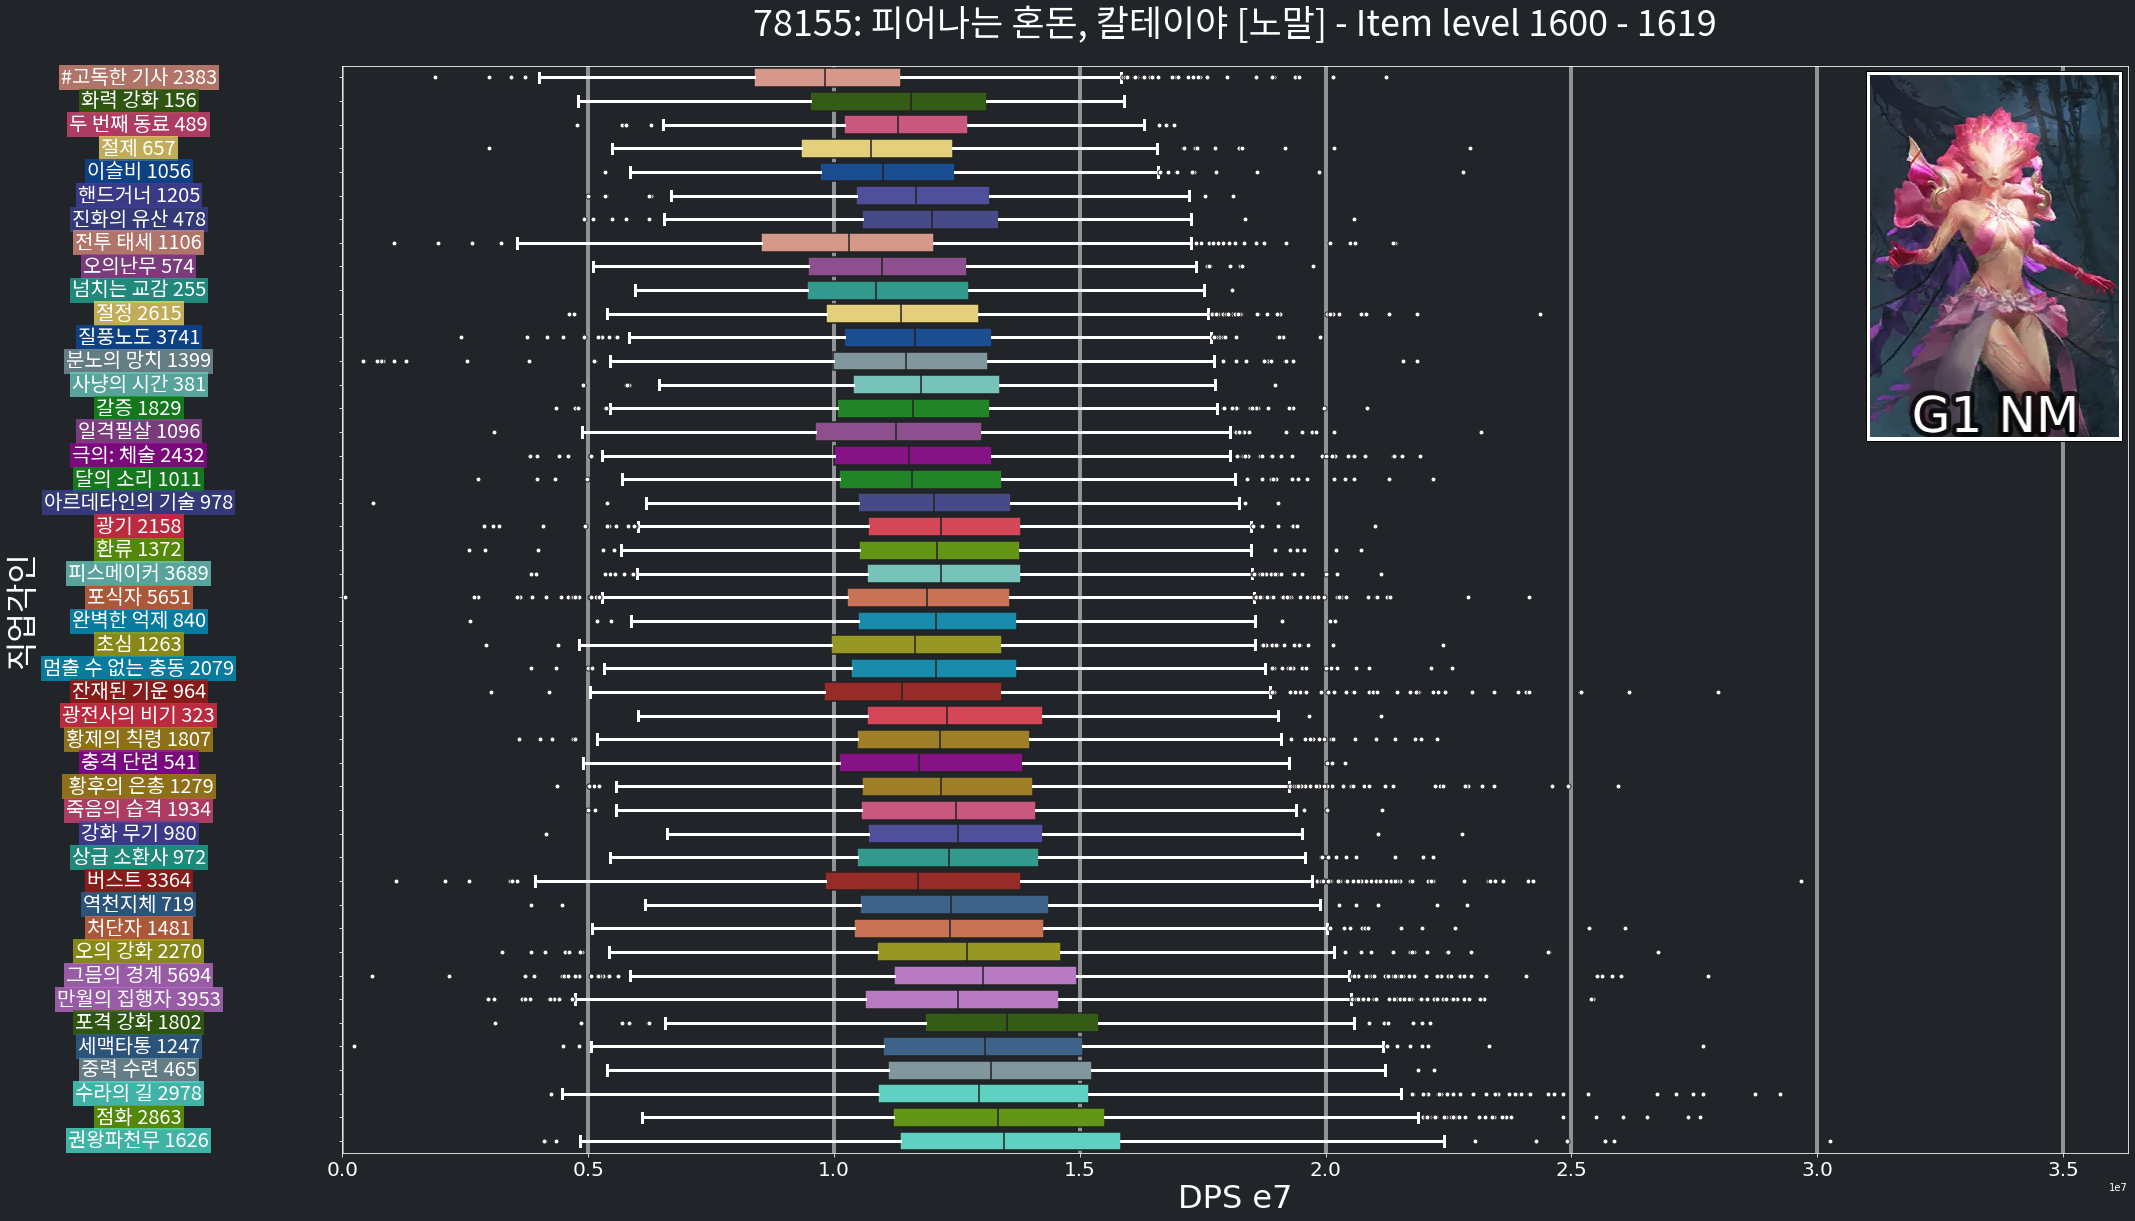 78155: 피어나는 혼돈, 칼테이야 [노말] - Item level 1600 - 1619
#고독한 기사 2383
화력 강화 156
두 번째 동료 489
절제 657
이슬비 1056
핸드거너 1205
진화의 유산 478
전투 태세 1106
오의난무 574
넘치는 교감 255
절정 2615
질풍노도 3741
분노의 망치 1399
사냥의 시간 381
갈증 1829
일격필살 1096
극의: 체술 2432
달의 소리 1011
아르데타인의 기술 978
광기 2158
환류 1372
피스메이커 3689
포식자 5651
완벽한 억제 840
초심 1263
멈출 수 없는 충동 2079
잔재된 기운 964
광전사의 비기 323
황제의 칙령 1807
충격 단련 541
황후의 은총 1279
죽음의 습격 1934
강화 무기 980
상급 소환사 972
버스트 3364
역천지체 719
처단자 1481
오의 강화 2270
그믐의 경계 5694
만월의 집행자 3953
포격 강화 1802
세맥타통 1247
중력 수련 465
수라의 길 2978
점화 2863
권왕파천무 1626
직업각인
G1 NM
0.0 0.5 1.0 1.5 2.0 2.5 3.0 3.5
1e7
DPS e7